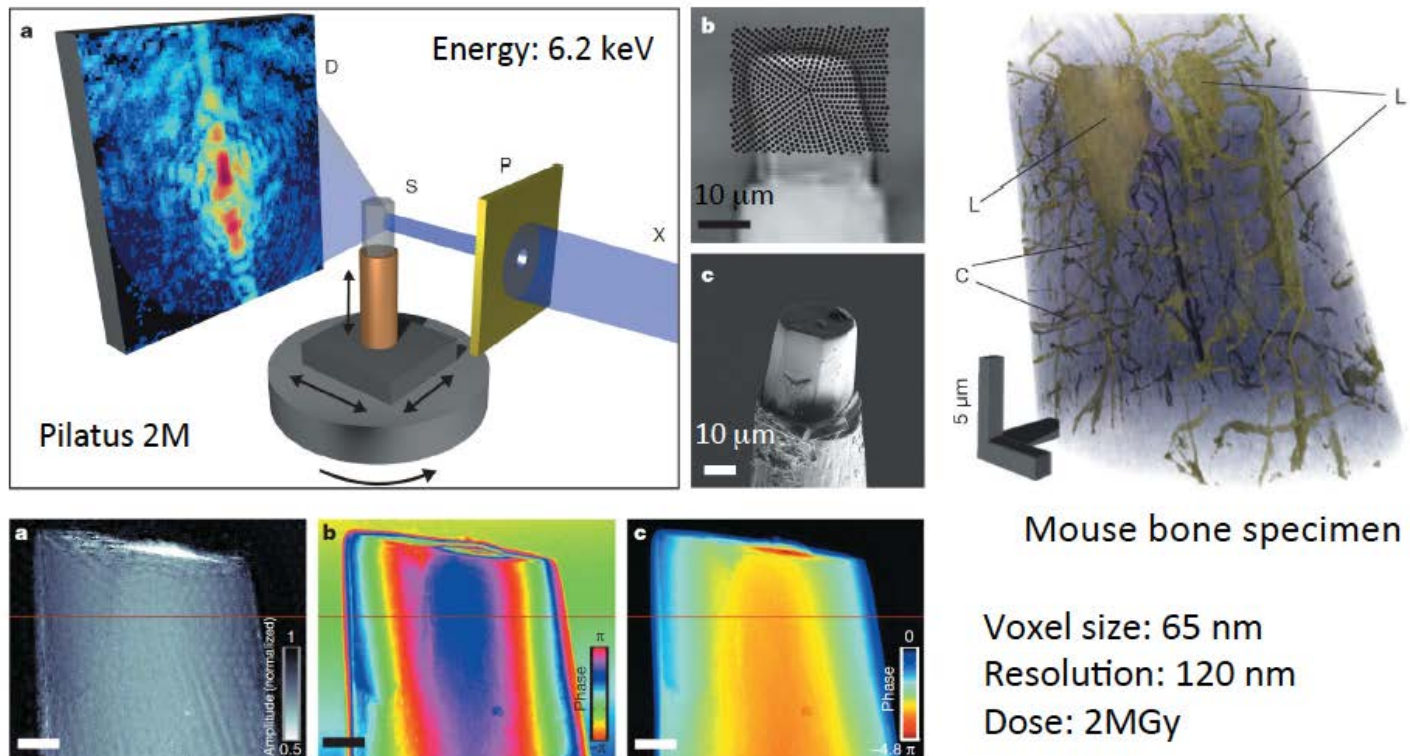 a
Energy: 6.2 keV
D
S
P
X
Pilatus 2M
b
10 μm
c
10 μm
L
L
C
5 μm
Mouse bone specimen
a
1
Amplitude (normalized)
0.5
b
π
Phase
−π
c
0
Phase
−4.8 π
Voxel size: 65 nm
Resolution: 120 nm
Dose: 2MGy